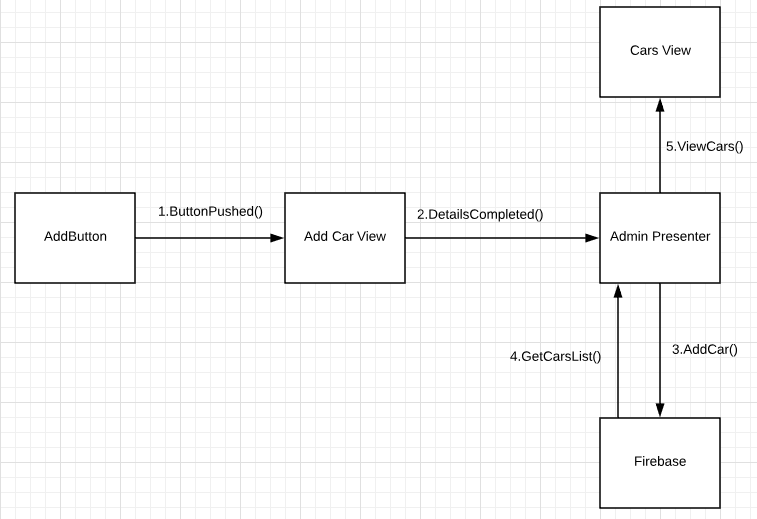 Cars View
5.ViewCars()
AddButton
1.ButtonPushed()
Add Car View
2.DetailsCompleted()
Admin Presenter
4.GetCarsList()
3.AddCar()
Firebase